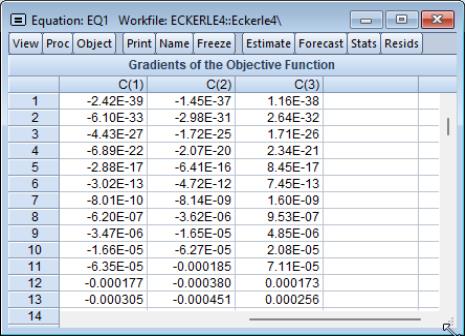 Equation: EQ1 Workfile: ECKERLE4::Eckerle4\
View Proc Object Print Name Freeze Estimate Forecast Stats Resids
Gradients of the Objective Function
C(1) C(2) C(3)
1 -2.42E-39 -1.45E-37 1.16E-38
2 -6.10E-33 -2.98E-31 2.64E-32
3 -4.43E-27 -1.72E-25 1.71E-26
4 -6.89E-22 -2.07E-20 2.34E-21
5 -2.88E-17 -6.41E-16 8.45E-17
6 -3.02E-13 -4.72E-12 7.45E-13
7 -8.01E-10 -8.14E-09 1.60E-09
8 -6.20E-07 -3.62E-06 9.53E-07
9 -3.47E-06 -1.65E-05 4.85E-06
10 -1.66E-05 -6.27E-05 2.08E-05
11 -6.35E-05 -0.000185 7.11E-05
12 -0.000177 -0.000380 0.000173
13 -0.000305 -0.000451 0.000256
14